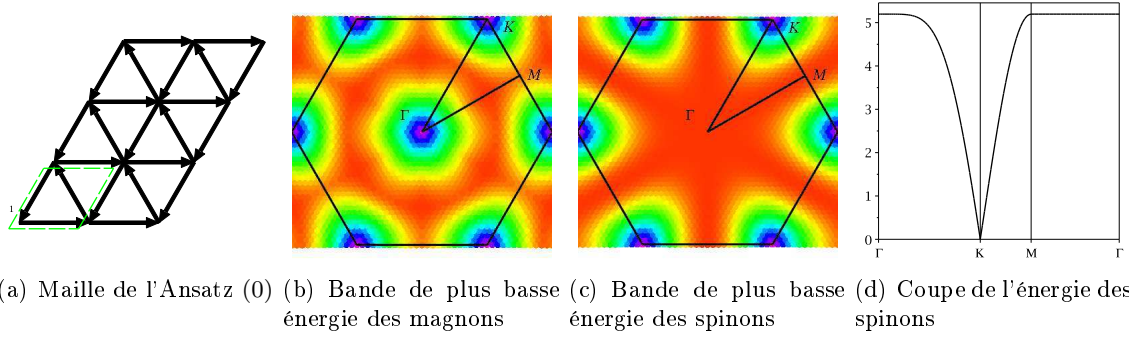 1
K
M
Γ
K
M
Γ
5
4
3
2
1
0
Γ K M Γ
(a) Maille de l'Ansatz (0)
(b) Bande de plus basse énergie des magnons
(c) Bande de plus basse énergie des spinons
(d) Coupe de l'énergie des spinons